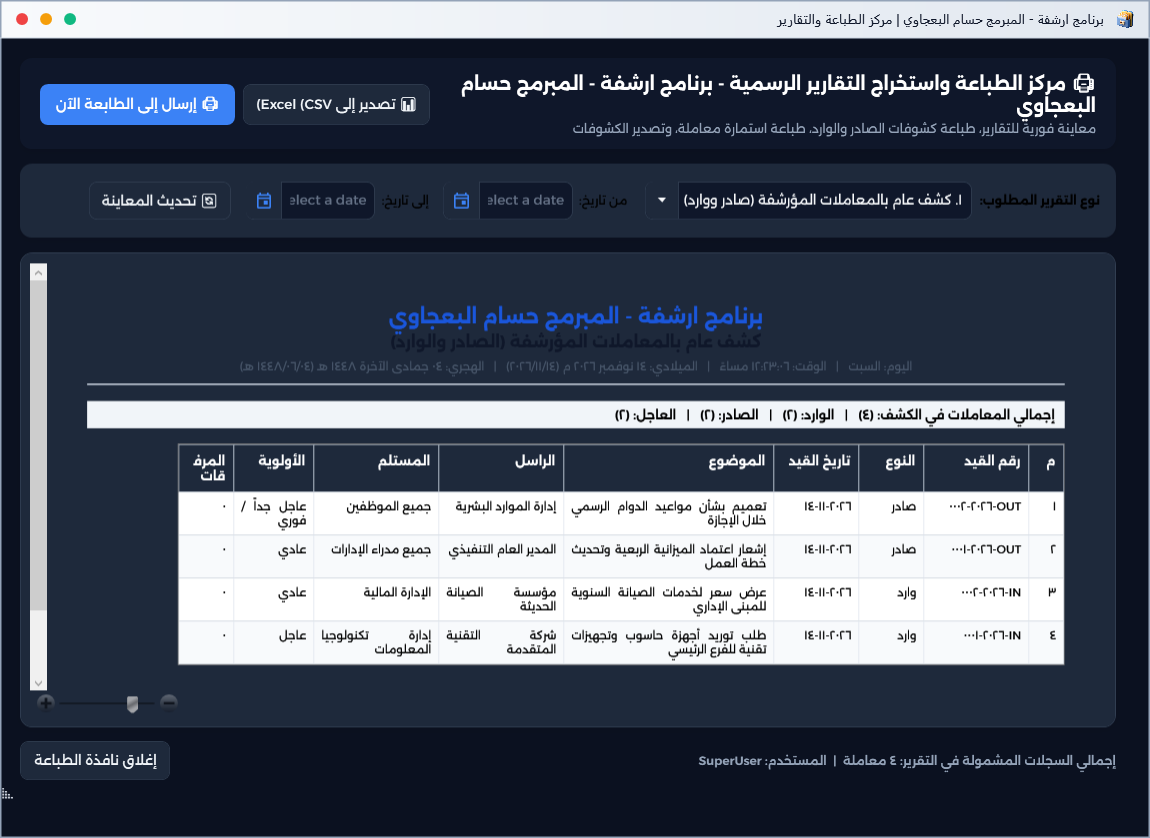 برنامج ارشفة - المبرمج حسام البعجاوي | مركز الطباعة والتقارير
مركز الطباعة واستخراج التقارير الرسمية - برنامج ارشفة - المبرمج حسام
البعجاوي
معاينة فورية للتقارير، طباعة كشوفات الصادر والوارد، طباعة استمارة معاملة، وتصدير الكشوفات
تصدير إلى Excel (CSV)
إرسال إلى الطابعة الآن
نوع التقرير المطلوب:
١. كشف عام بالمعاملات المؤرشفة (صادر ووارد)
من تاريخ:
elect a date
إلى تاريخ:
elect a date
تحديث المعاينة
برنامج ارشفة - المبرمج حسام البعجاوي
كشف عام بالمعاملات المؤرشفة (الصادر والوارد)
اليوم: السبت | الوقت: ١٢:٢٣:٠٦ مساءً | الميلادي: ١٤ نوفمبر ٢٠٢٦ م (٢٠٢٦/١١/١٤) | الهجري: ٠٤ جمادى الآخرة ١٤٤٨ هـ (١٤٤٨/٠٦/٠٤ هـ)
إجمالي المعاملات في الكشف: (٤) | الوارد: (٢) | الصادر: (٢) | العاجل: (٢)
م رقم القيد النوع تاريخ القيد الموضوع الراسل المستلم الأولوية المرف
قات
١ OUT-٢٠٢٦-٠٠٠٢ صادر ٢٠٢٦-١١-١٤ تعميم بشأن مواعيد الدوام الرسمي إدارة الموارد البشرية جميع الموظفين عاجل جداً / ٠
خلال الإجازة فوري
٢ OUT-٢٠٢٦-٠٠٠١ صادر ٢٠٢٦-١١-١٤ إشعار اعتماد الميزانية الربعية وتحديث المدير العام التنفيذي جميع مدراء الإدارات عادي ٠
خطة العمل
٣ IN-٢٠٢٦-٠٠٠٢ وارد ٢٠٢٦-١١-١٤ عرض سعر لخدمات الصيانة السنوية مؤسسة الصيانة الإدارة المالية عادي ٠
للمبنى الإداري الحديثة
٤ IN-٢٠٢٦-٠٠٠١ وارد ٢٠٢٦-١١-١٤ طلب توريد أجهزة حاسوب وتجهيزات شركة التقنية إدارة تكنولوجيا عاجل ٠
تقنية للفرع الرئيسي المتقدمة المعلومات
إجمالي السجلات المشمولة في التقرير: ٤ معاملة | المستخدم: SuperUser
إغلاق نافذة الطباعة